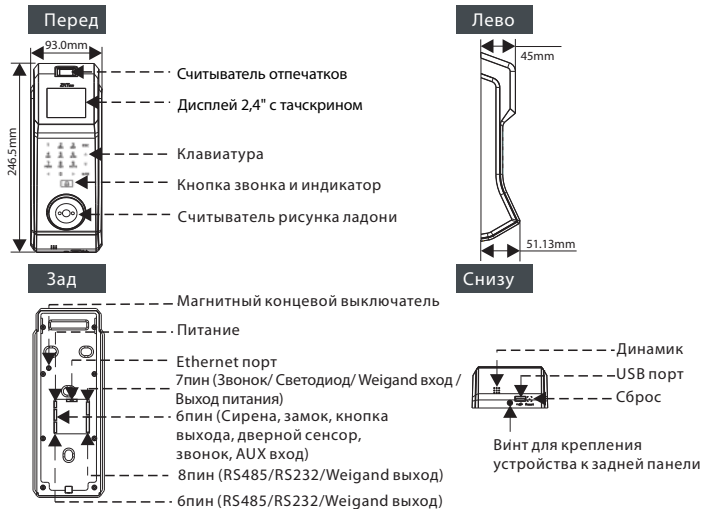 Перед
93.0mm
246.5mm
Считыватель отпечатков
Дисплей 2,4" с тачскрином
Клавиатура
Кнопка звонка и индикатор
Считыватель рисунка ладони
Лево
45mm
51.13mm
Зад
Магнитный концевой выключатель
Питание
Ethernet порт
7пин (Звонок/ Светодиод/ Weigand вход /
Выход питания)
6пин (Сирена, замок, кнопка
выхода, дверной сенсор,
звонок, AUX вход)
8пин (RS485/RS232/Weigand выход)
6пин (RS485/RS232/Weigand выход)
Снизу
Динамик
USB порт
Сброс
Винт для крепления
устройства к задней панели